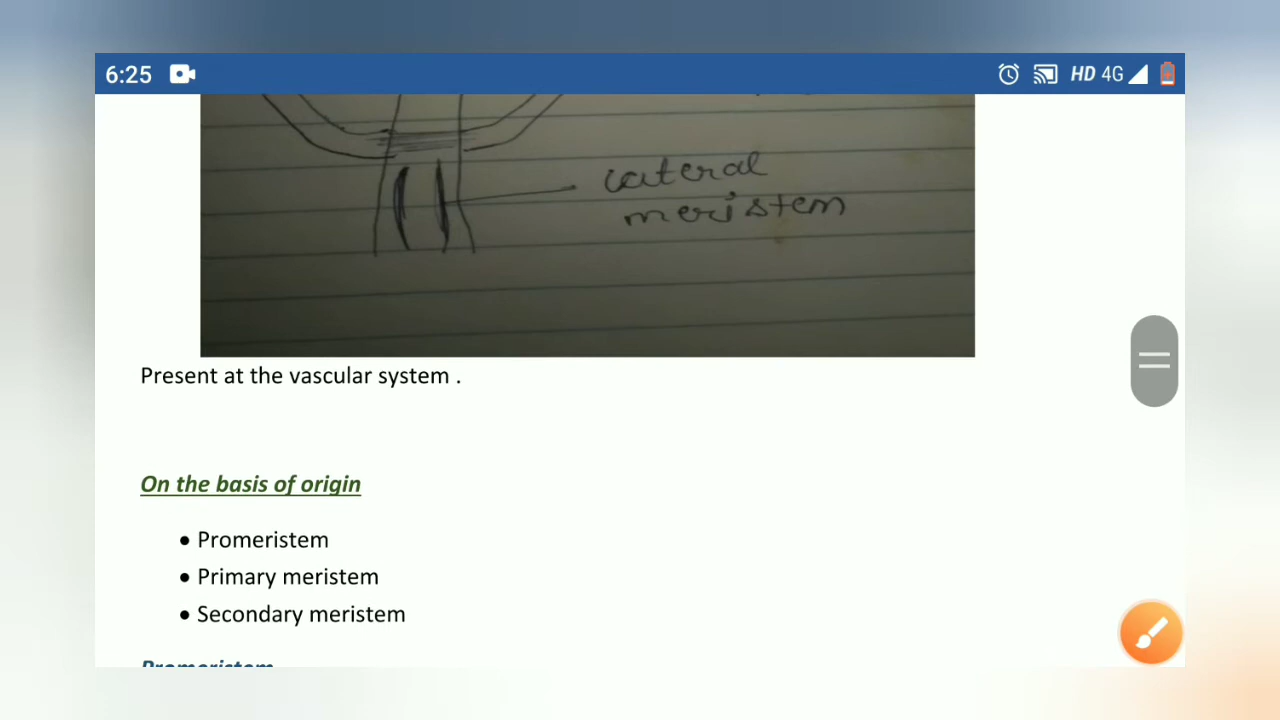 6:25 HD 4G
lateral
meristem
Present at the vascular system .
On the basis of origin
• Promeristem
• Primary meristem
• Secondary meristem
Promeristem